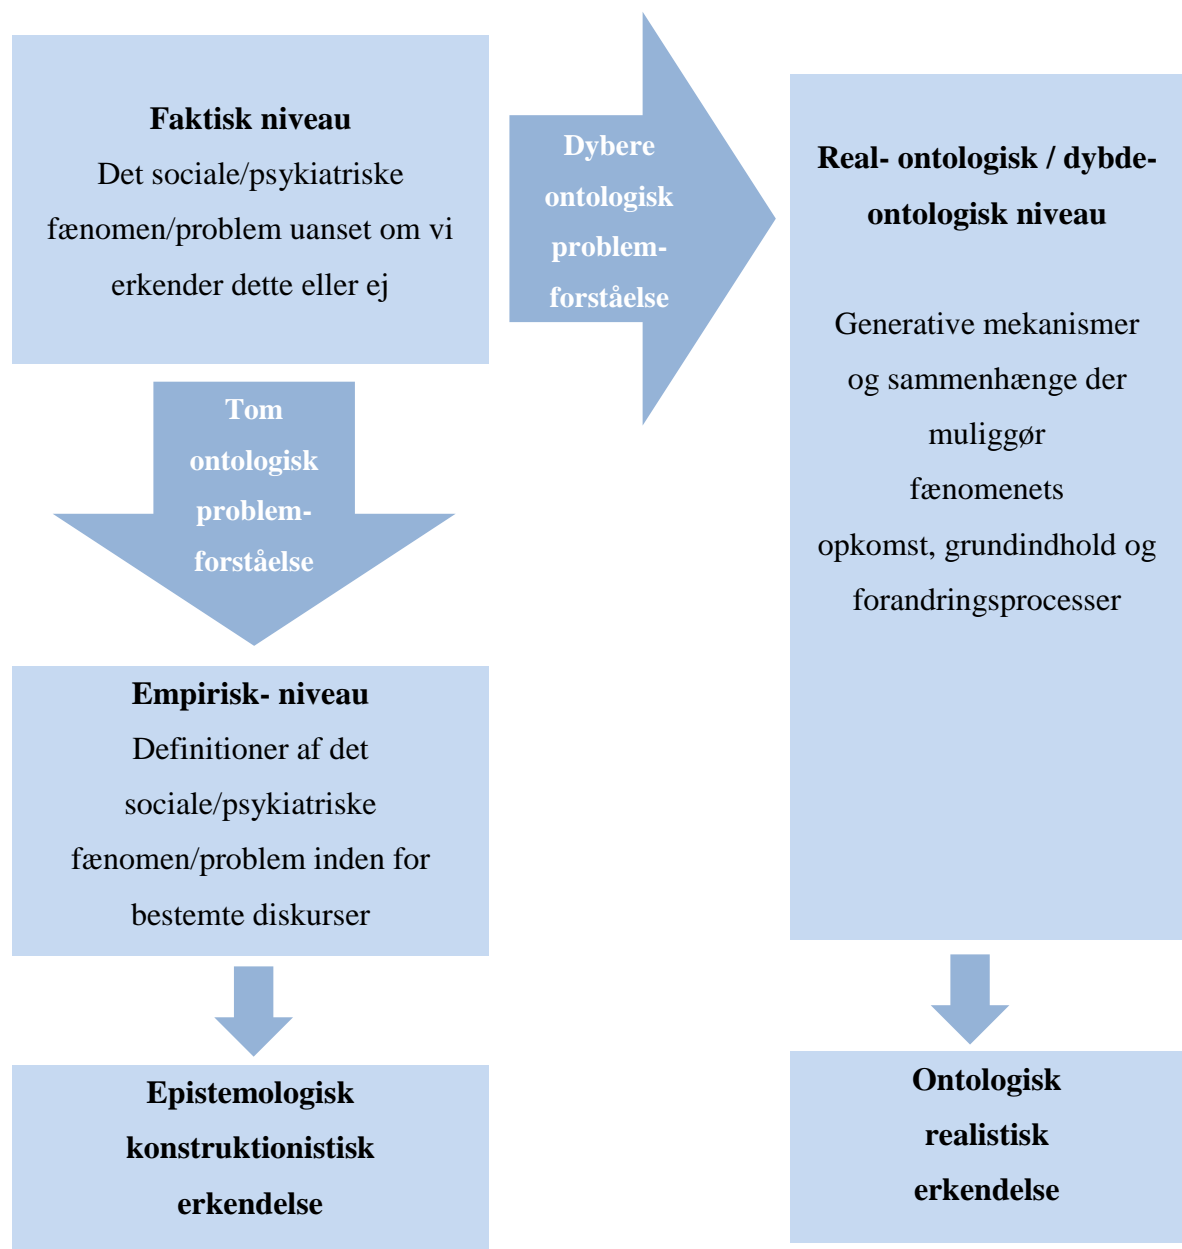 Faktisk niveau
Det sociale/psykiatriske
fænomen/problem uanset om vi
erkender dette eller ej
Dybere
ontologisk
problem-
forståelse
Real- ontologisk / dybde-
ontologisk niveau
Generative mekanismer
og sammenhænge der
muliggør
fænomenets
opkomst, grundindhold og
forandringsprocesser
Tom
ontologisk
problem-
forståelse
Empirisk- niveau
Definitioner af det
sociale/psykiatriske
fænomen/problem inden for
bestemte diskurser
Epistemologisk
konstruktionistisk
erkendelse
Ontologisk
realistisk
erkendelse